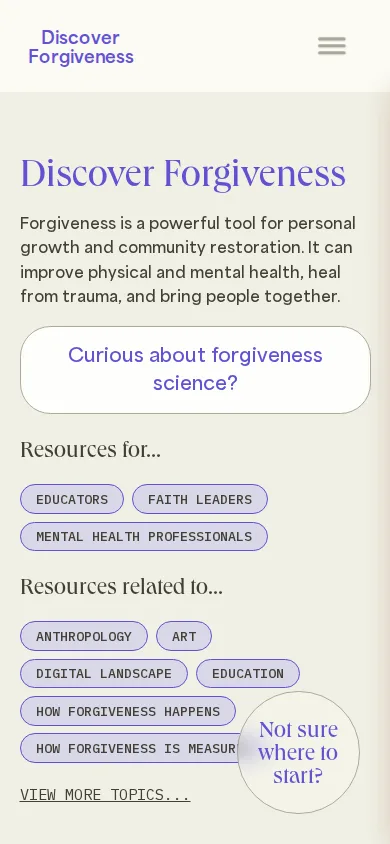 Discover
Forgiveness
Discover Forgiveness
Forgiveness is a powerful tool for personal
growth and community restoration. It can
improve physical and mental health, heal
from trauma, and bring people together.
Curious about forgiveness
science?
Resources for...
EDUCATORS FAITH LEADERS
MENTAL HEALTH PROFESSIONALS
Resources related to...
ANTHROPOLOGY ART
DIGITAL LANDSCAPE EDUCATION
HOW FORGIVENESS HAPPENS
HOW FORGIVENESS IS
VIEW MORE TOPICS...
Not sure
where to
start?